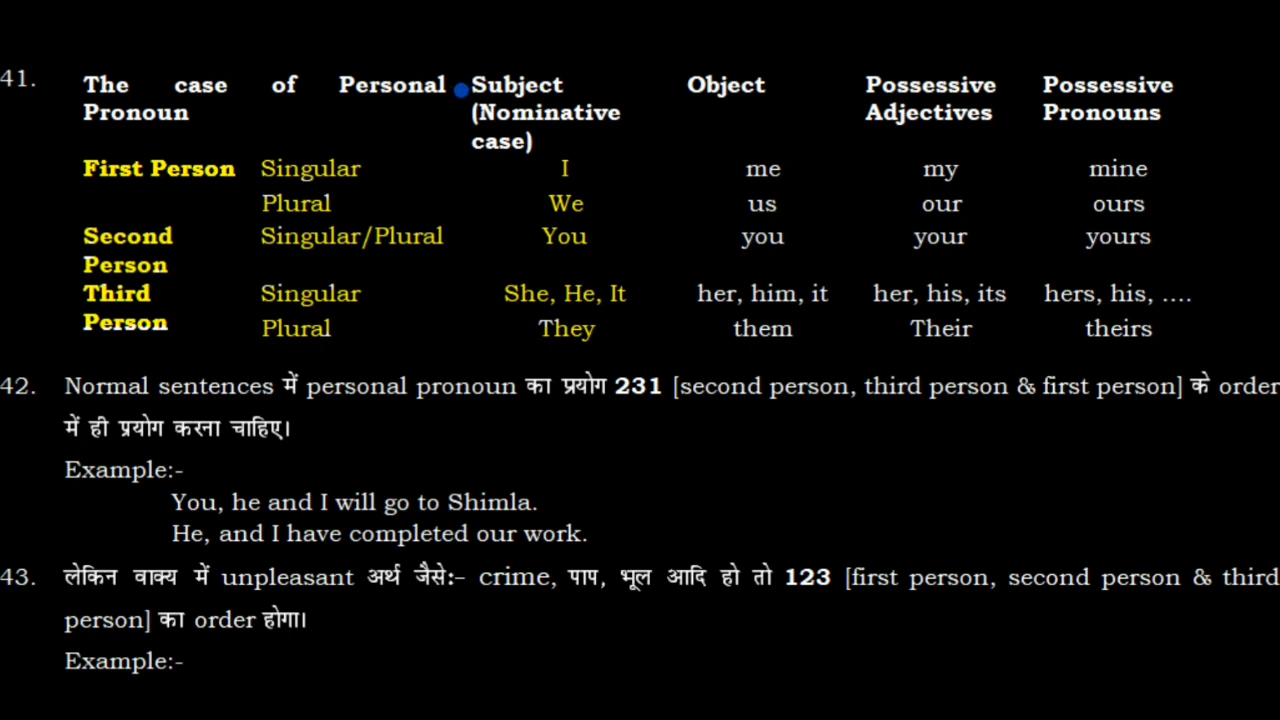 41. The case of Personal Subject Object Possessive Possessive
Pronoun (Nominative Adjectives Pronouns
case)
First Person Singular I me my mine
Plural We us our ours
Second Singular/Plural You you your yours
Person
Third Singular She, He, It her, him, it her, his, its hers, his, ....
Person Plural They them Their theirs
42. Normal sentences में personal pronoun का प्रयोग 231 [second person, third person & first person] के order
में ही प्रयोग करना चाहिए।
Example:-
You, he and I will go to Shimla.
He, and I have completed our work.
43. लेकिन वाक्य में unpleasant अर्थ जैसे:- crime, पाप, भूल आदि हो तो 123 [first person, second person & third
person] का order होगा।
Example:-